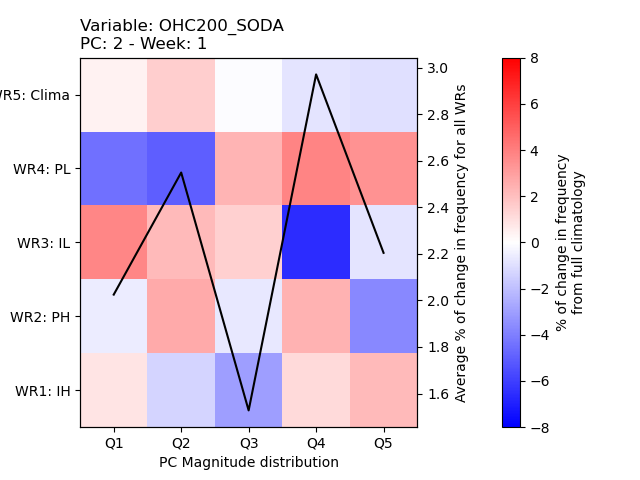 Variable: OHC200_SODA
PC: 2 - Week: 1
WR5: Clima
WR4: PL
WR3: IL
WR2: PH
WR1: IH
Q1 Q2 Q3 Q4 Q5
PC Magnitude distribution
3.0
2.8
2.6
2.4
2.2
2.0
1.8
1.6
Average % of change in frequency for all WRs
8
6
4
2
0
−2
−4
−6
−8
% of change in frequency
from full climatology